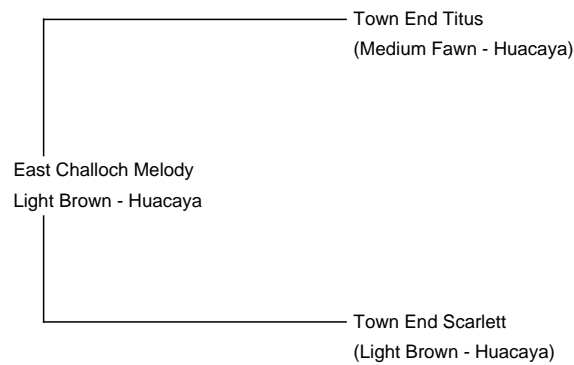 Town End Titus
(Medium Fawn - Huacaya)
East Challoch Melody
Light Brown - Huacaya
Town End Scarlett
(Light Brown - Huacaya)